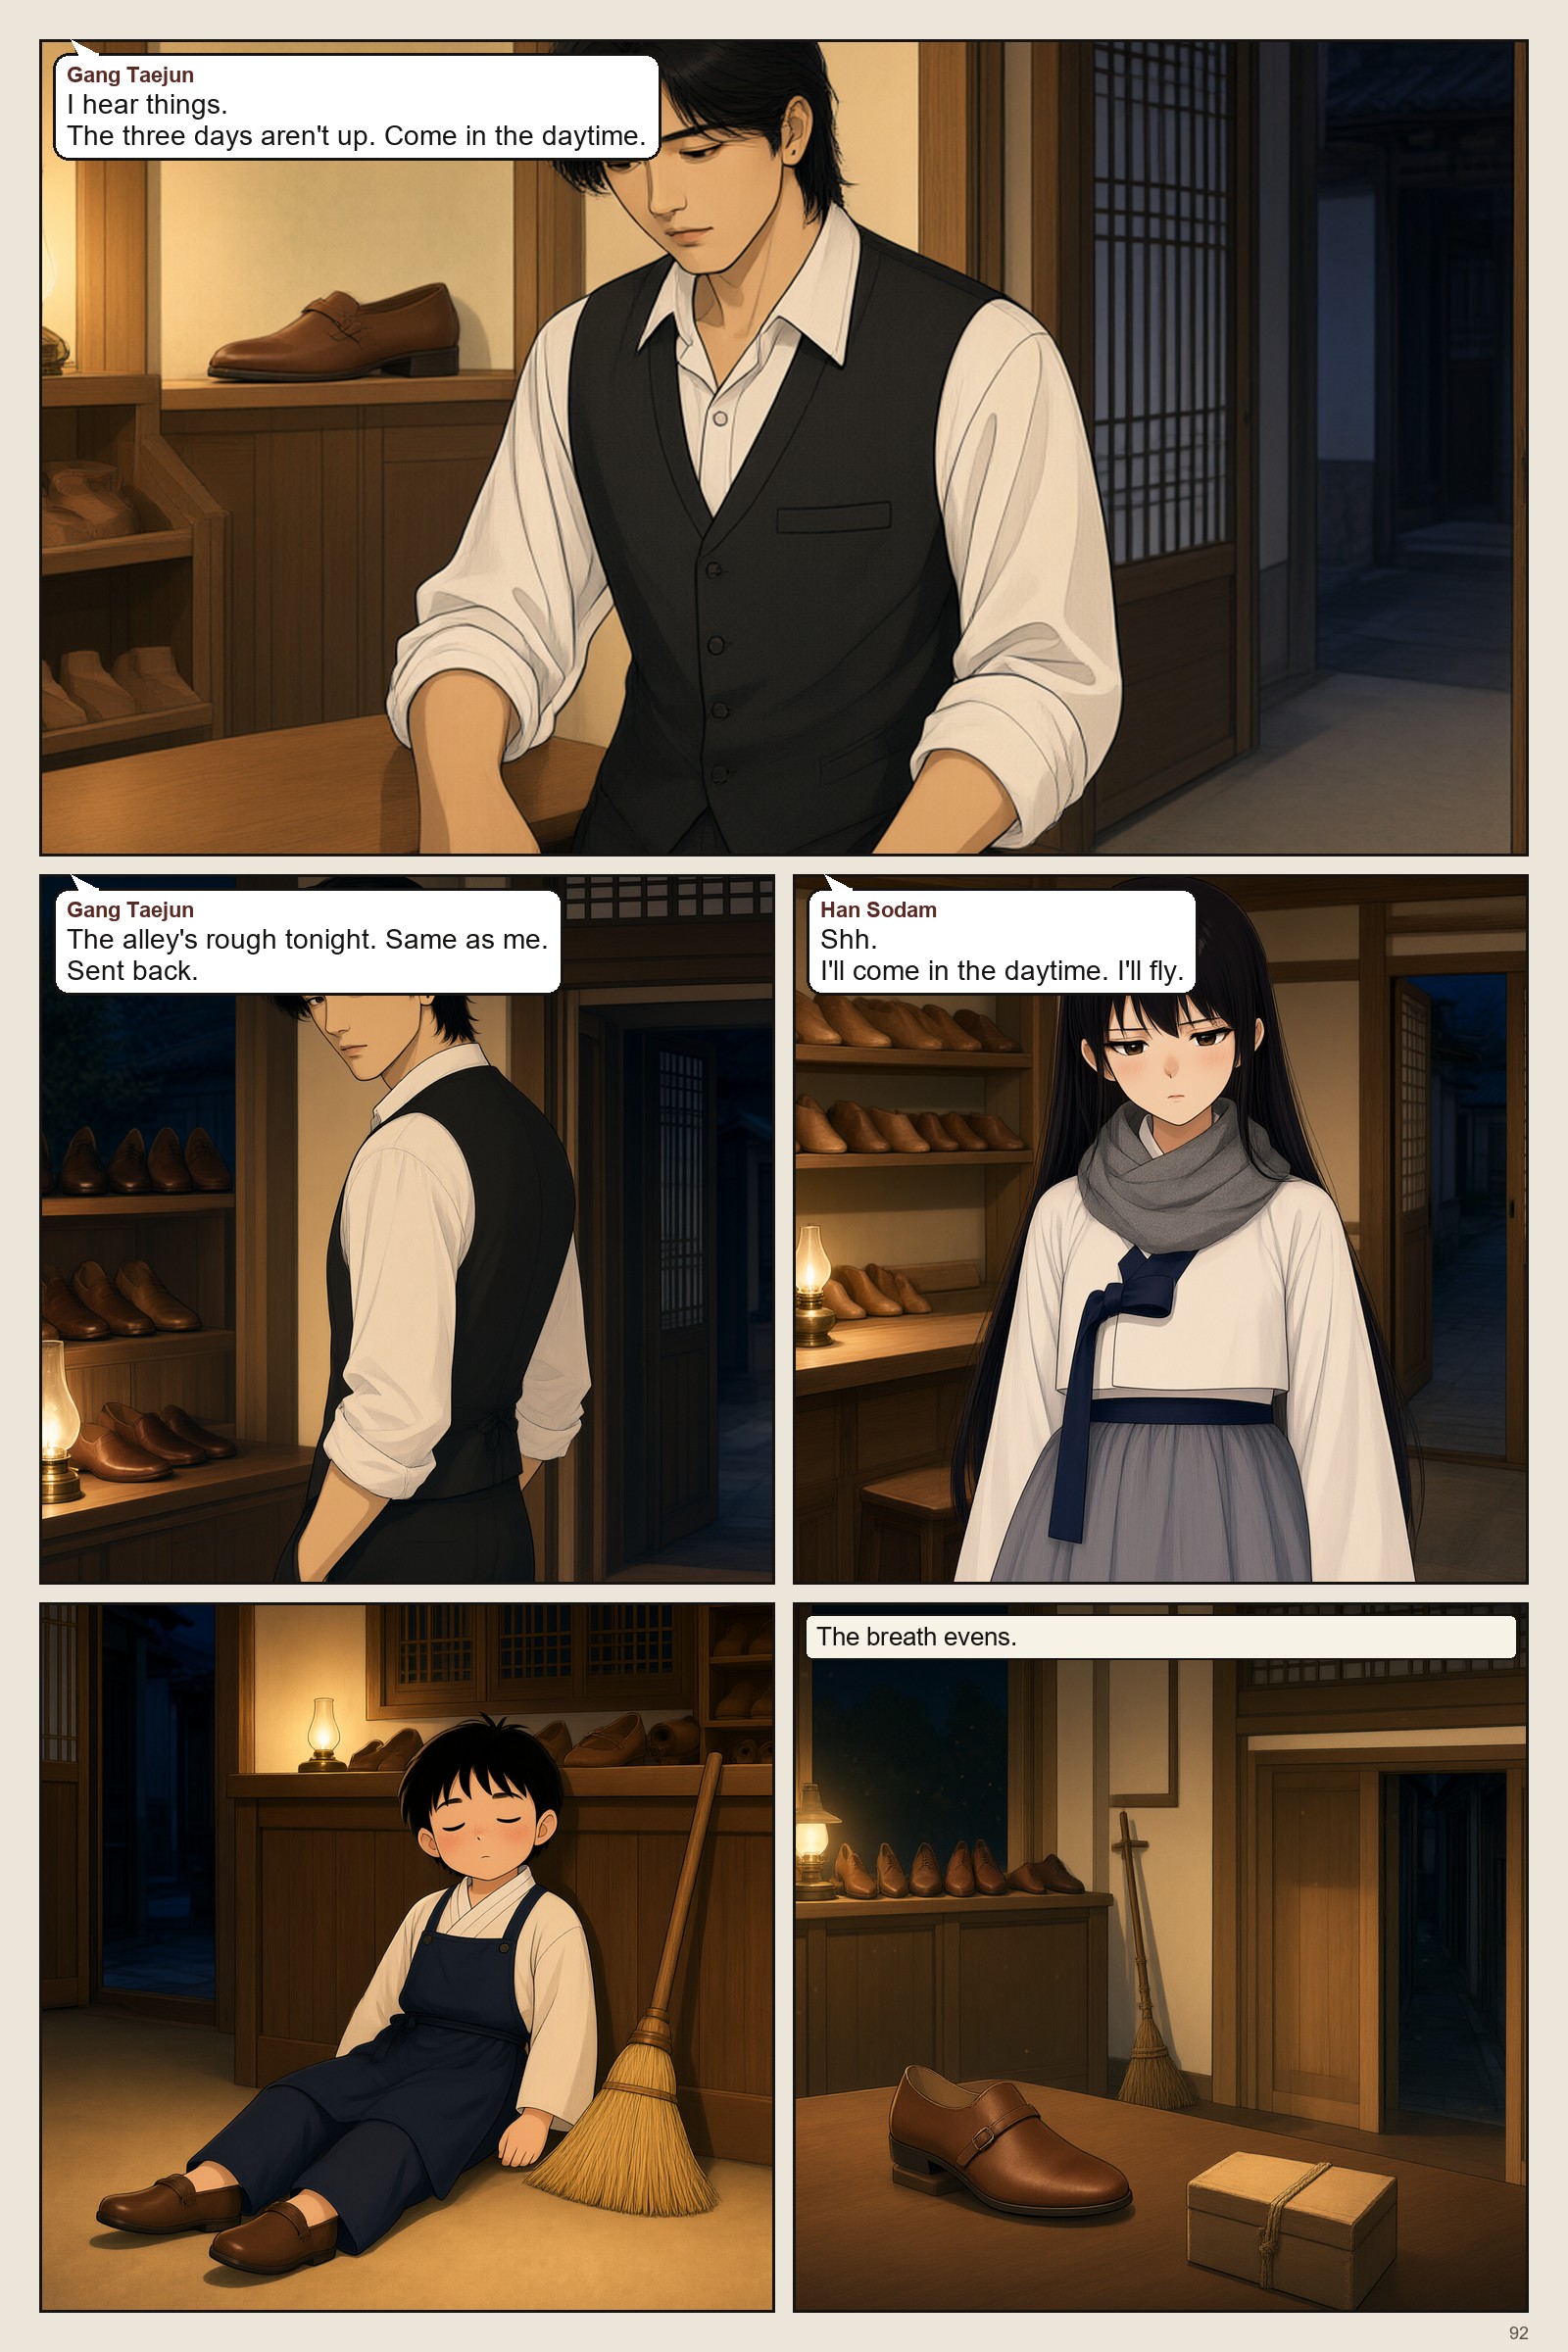 Gang Taejun
I hear things.
The three days aren't up. Come in the daytime.
Gang Taejun
The alley's rough tonight. Same as me.
Sent back.
Han Sodam
Shh.
I'll come in the daytime. I'll fly.
The breath evens.
92